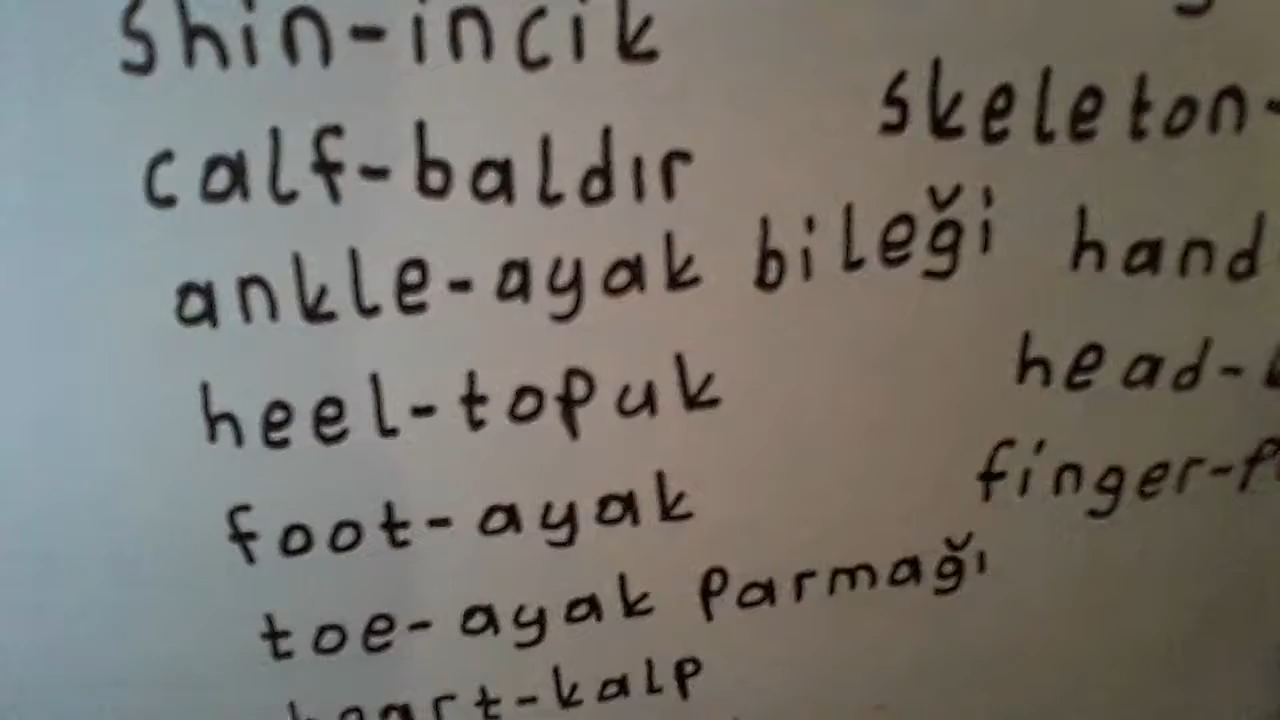 shin-incik
calf-baldır
ankle-ayak bileği
heel-topuk
foot-ayak
toe-ayak parmağı
heart-kalp
skeleton-
hand
head-
finger-